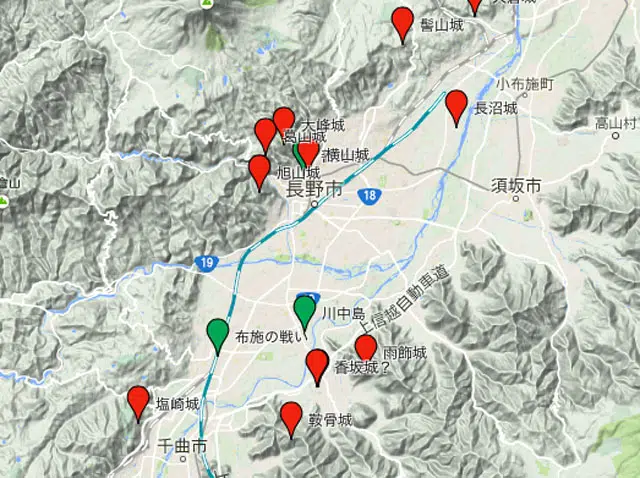 髻山城
小布施町
長沼城
高山村
大峰城
葛山城
横山城
旭山城
長野市
18
須坂市
19
上信越自動車道
川中島
布施の戦い
雨飾城
香坂城?
塩崎城
鞍骨城
千曲市